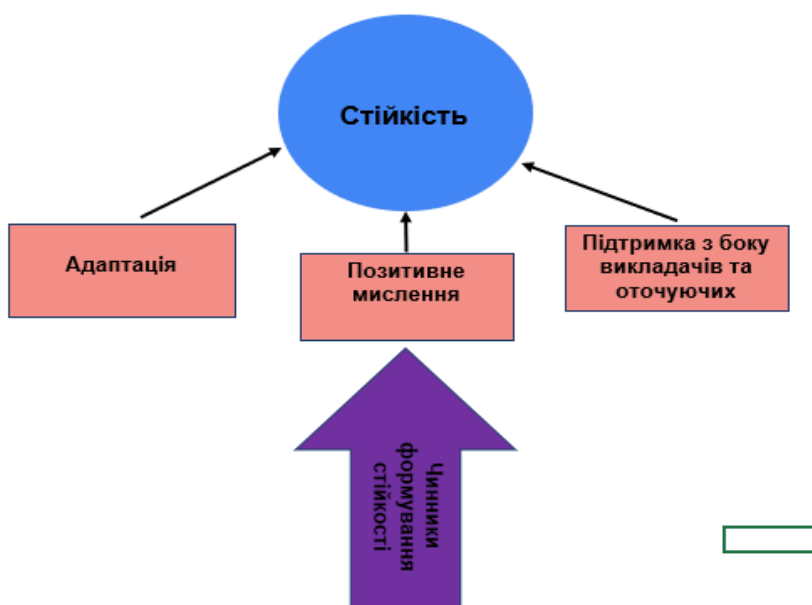 Стійкість
Адаптація
Позитивне
мислення
Підтримка з боку
викладачів та
оточуючих
Чинники
формування
стійкості